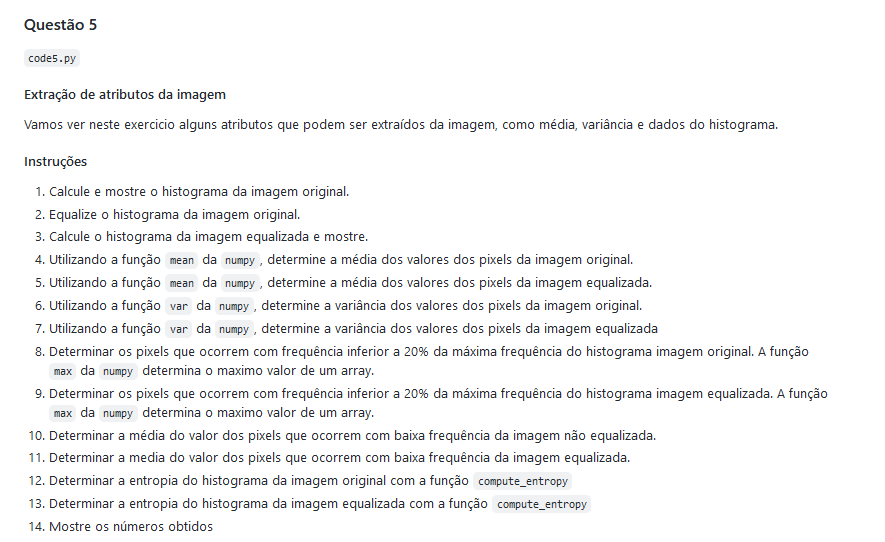 Questão 5
code5.py
Extração de atributos da imagem
Vamos ver neste exercicio alguns atributos que podem ser extraídos da imagem, como média, variância e dados do histograma.
Instruções
1. Calcule e mostre o histograma da imagem original.
2. Equalize o histograma da imagem original.
3. Calcule o histograma da imagem equalizada e mostre.
4. Utilizando a função mean da numpy, determine a média dos valores dos pixels da imagem original.
5. Utilizando a função mean da numpy, determine a média dos valores dos pixels da imagem equalizada.
6. Utilizando a função var da numpy, determine a variância dos valores dos pixels da imagem original.
7. Utilizando a função var da numpy, determine a variância dos valores dos pixels da imagem equalizada
8. Determinar os pixels que ocorrem com frequência inferior a 20% da máxima frequência do histograma imagem original. A função
max da numpy determina o maximo valor de um array.
9. Determinar os pixels que ocorrem com frequência inferior a 20% da máxima frequência do histograma imagem equalizada. A função
max da numpy determina o maximo valor de um array.
10. Determinar a média do valor dos pixels que ocorrem com baixa frequência da imagem não equalizada.
11. Determinar a media do valor dos pixels que ocorrem com baixa frequência da imagem equalizada.
12. Determinar a entropia do histograma da imagem original com a função compute_entropy
13. Determinar a entropia do histograma da imagem equalizada com a função compute_entropy
14. Mostre os números obtidos